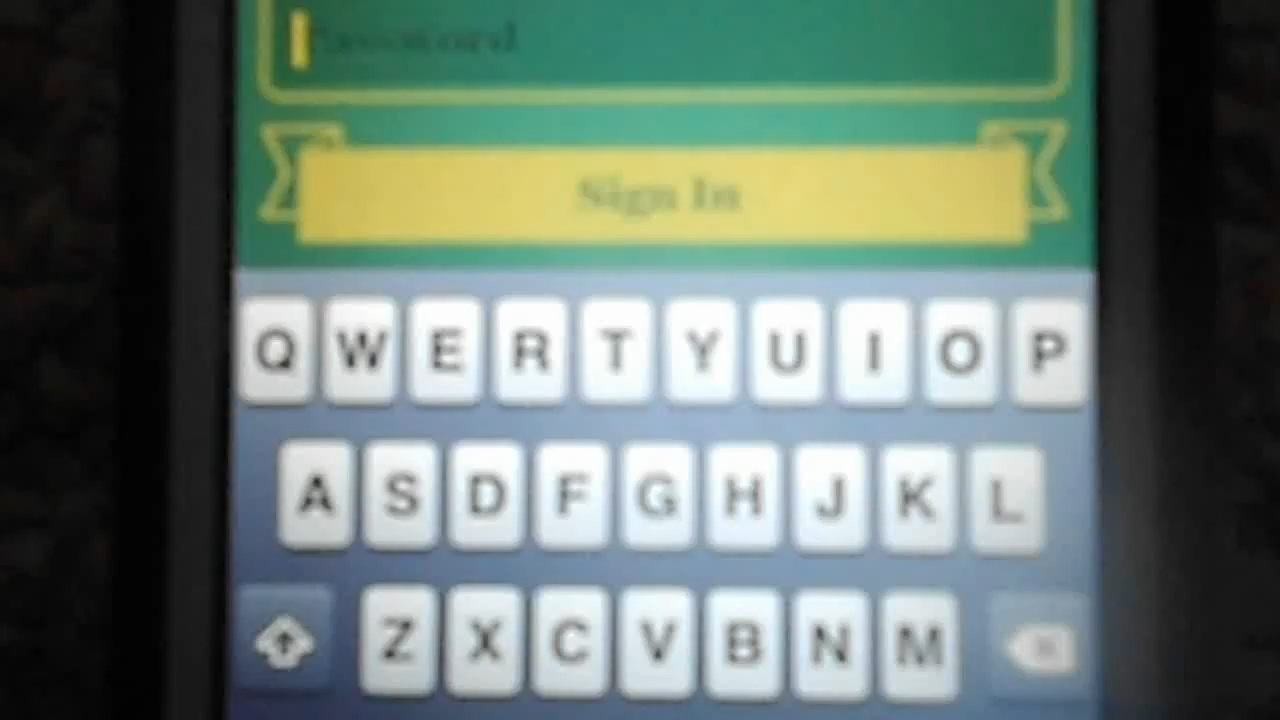 Password
Sign In
Q W E R T Y U I O P
A S D F G H J K L
Z X C V B N M